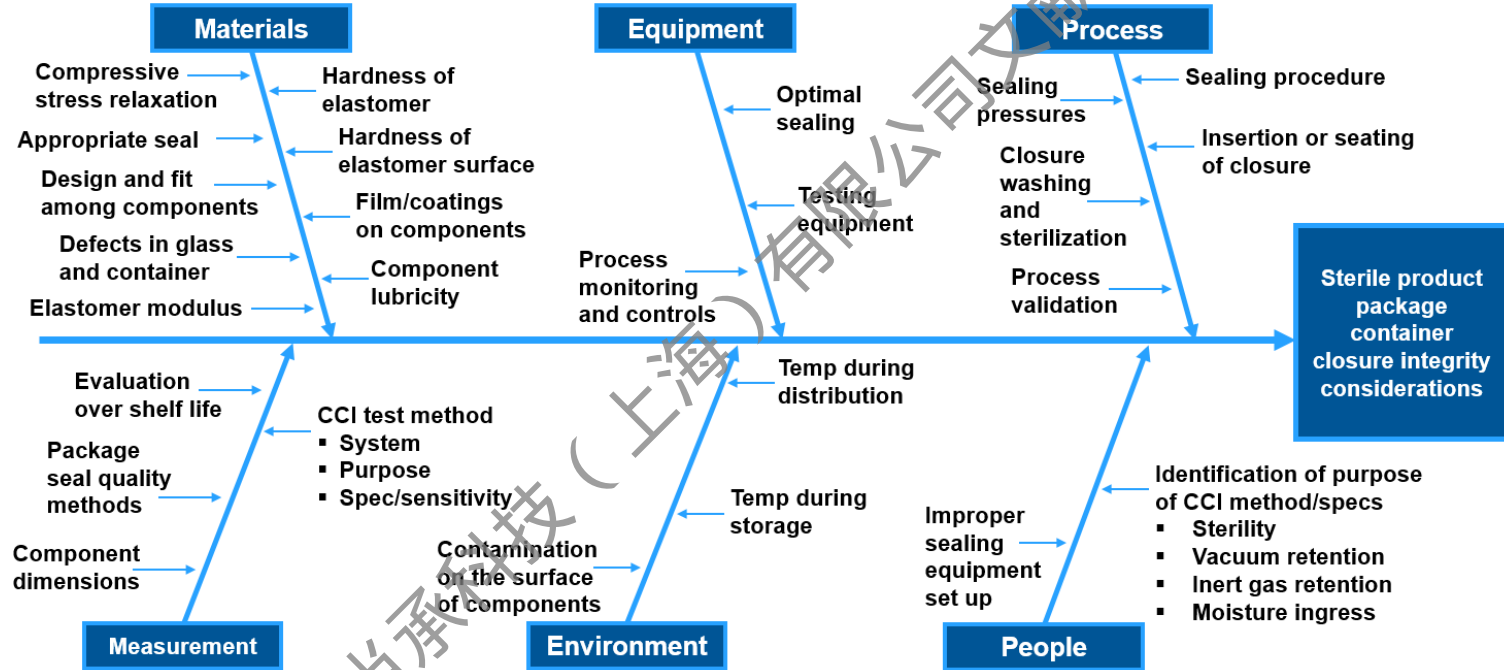 Materials
Equipment
Process
Compressive
stress relaxation
Hardness of
elastomer
Appropriate seal
Hardness of
elastomer surface
Design and fit
among components
Film/coatings
on components
Defects in glass
and container
Component
lubricity
Elastomer modulus
Optimal
sealing
Testing
equipment
Process
monitoring
and controls
Sealing procedure
Sealing
pressures
Insertion or seating
of closure
Closure
washing
and
sterilization
Process
validation
Sterile product
package
container
closure integrity
considerations
Evaluation
over shelf life
CCI test method
▪ System
▪ Purpose
▪ Spec/sensitivity
Package
seal quality
methods
Component
dimensions
Temp during
distribution
Temp during
storage
Contamination
on the surface
of components
Identification of purpose
of CCI method/specs
▪ Sterility
▪ Vacuum retention
▪ Inert gas retention
▪ Moisture ingress
Improper
sealing
equipment
set up
Measurement
Environment
People
承科技（上海）有限公司文献